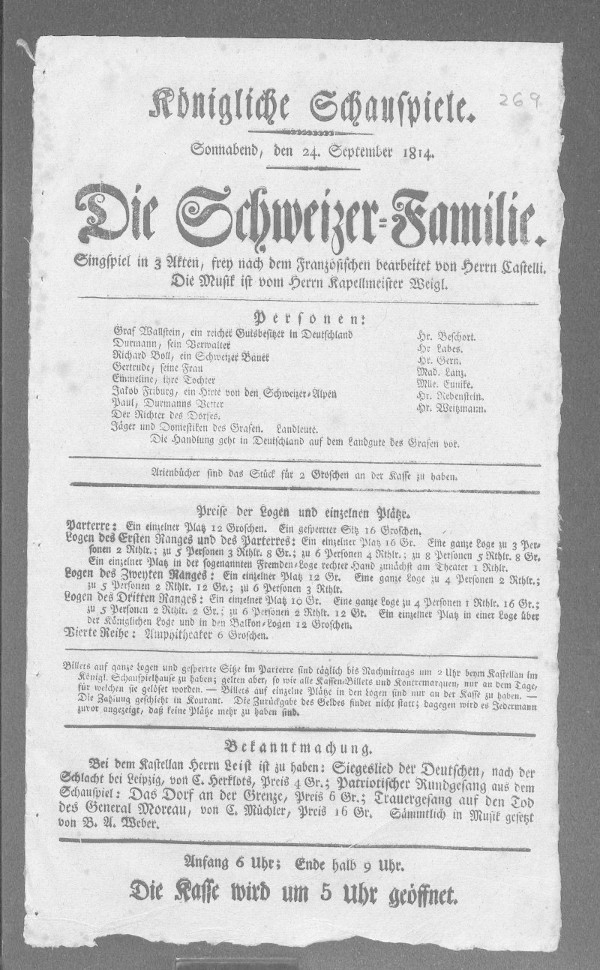 269
Königliche Schauspiele.
Sonnabend, den 24. September 1814.
Die Schweizer-Familie.
Singspiel in 3 Akten, frey nach dem Französischen bearbeitet von Herrn Castelli.
Die Musik ist vom Herrn Kapellmeister Weigl.
Personen:
Graf Wallstein, ein reicher Gutsbesitzer in Deutschland Hr. Beschort.
Durmann, sein Verwalter Hr. Labes.
Richard Boll, ein Schweizer Bauer Hr. Gern.
Gertrude, seine Frau Mad. Lanz.
Emmeline, ihre Tochter Mlle. Eunike.
Jakob Friburg, ein Hirte von den Schweizer-Alpen Hr. Rebenstein.
Paul, Durmanns Vetter Hr. Weitzmann.
Der Richter des Dorfes.
Jäger und Domestiken des Grafen. Landleute.
Die Handlung geht in Deutschland auf dem Landgute des Grafen vor.
Arienbücher sind das Stück für 2 Groschen an der Kasse zu haben.
Preise der Logen und einzelnen Plätze.
Parterre: Ein einzelner Platz 12 Groschen. Ein gesperrter Sitz 16 Groschen.
Logen des Ersten Ranges und des Parterres: Ein einzelner Platz 16 Gr. Eine ganze Loge zu 3 Per-
sonen 2 Rthlr.; zu 5 Personen 3 Rthlr. 8 Gr.; zu 6 Personen 4 Rthlr.; zu 8 Personen 5 Rthlr. 8 Gr.
Ein einzelner Platz in der sogenannten Fremden-Loge rechter Hand zunächst am Theater 1 Rthlr.
Logen des Zweyten Ranges: Ein einzelner Platz 12 Gr. Eine ganze Loge zu 4 Personen 2 Rthlr.;
zu 5 Personen 2 Rthlr. 12 Gr.; zu 6 Personen 3 Rthlr.
Logen des Dritten Ranges: Ein einzelner Platz 10 Gr. Eine ganze Loge zu 4 Personen 1 Rthlr. 16 Gr.;
zu 5 Personen 2 Rthlr. 2 Gr.; zu 6 Personen 2 Rthlr. 12 Gr. Ein einzelner Platz in einer Loge über
der Königlichen Loge und in den Balkon-Logen 12 Groschen.
Vierte Reihe: Amphitheater 6 Groschen.
Billets auf ganze Logen und gesperrte Sitze im Parterre sind täglich bis Nachmittags um 2 Uhr beym Kastellan im
Königl. Schauspielhause zu haben; gelten aber, so wie alle Kassen-Billets und Kontremarquen, nur an dem Tage,
für welchen sie gelöset worden. — Billets auf einzelne Plätze in den Logen sind nur an der Kasse zu haben. —
Die Zahlung geschieht in Kourant. Die Zurückgabe des Geldes findet nicht statt; dagegen wird es Jedermann
zuvor angezeigt, daß keine Plätze mehr zu haben sind.
Bekanntmachung.
Bei dem Kastellan Herrn Leist ist zu haben: Siegeslied der Deutschen, nach der
Schlacht bei Leipzig, von C. Herklots, Preis 4 Gr.; Patriotischer Rundgesang aus dem
Schauspiel: Das Dorf an der Grenze, Preis 6 Gr.; Trauergesang auf den Tod
des General Moreau, von C. Müchler, Preis 16 Gr. Sämmtlich in Musik gesetzt
von B. A. Weber.
Anfang 6 Uhr; Ende halb 9 Uhr.
Die Kasse wird um 5 Uhr geöffnet.